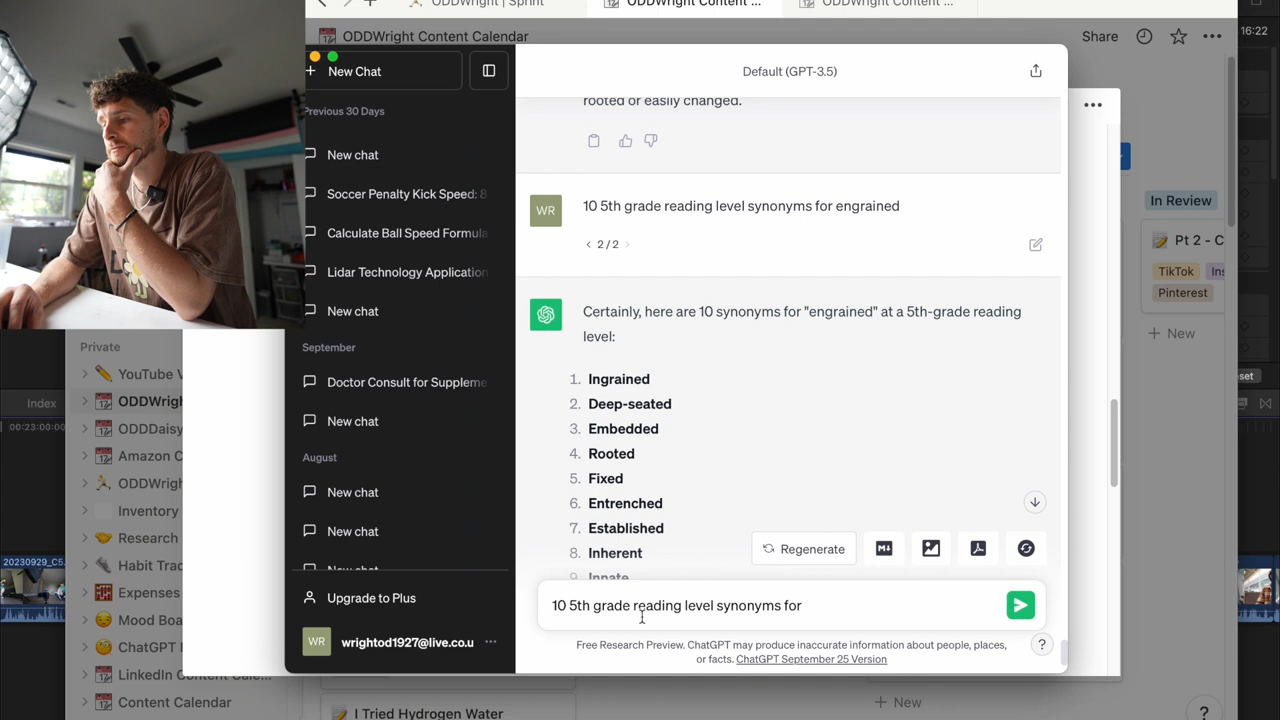 ODDWright | Sprint
ODDWright Content ...
ODDWright Content ...
ODDWright Content Calendar
Share
16:22
New Chat
Previous 30 Days
New chat
Soccer Penalty Kick Speed: 8
Calculate Ball Speed Formula
Lidar Technology Application
New chat
September
Doctor Consult for Suppleme
New chat
August
New chat
New chat
New chat
Upgrade to Plus
WR
wrightod1927@live.co.u
Default (GPT-3.5)
rooted or easily changed.
WR
10 5th grade reading level synonyms for engrained
2 / 2
Certainly, here are 10 synonyms for "engrained" at a 5th-grade reading
level:
1. Ingrained
2. Deep-seated
3. Embedded
4. Rooted
5. Fixed
6. Entrenched
7. Established
8. Inherent
9. Innate
Regenerate
10 5th grade reading level synonyms for
Free Research Preview. ChatGPT may produce inaccurate information about people, places,
or facts. ChatGPT September 25 Version
?
In Review
Pt 2 - C
TikTok
Ins
Pinterest
New
Private
YouTube V
ODDWrigh
ODDDaisy
Amazon C
ODDWrigh
Inventory
Research
Habit Trac
Expenses
Mood Boa
ChatGPT
LinkedIn Content Cale...
Content Calendar
Index
00:23:00:00
20230929_C5
I Tried Hydrogen Water
New
?